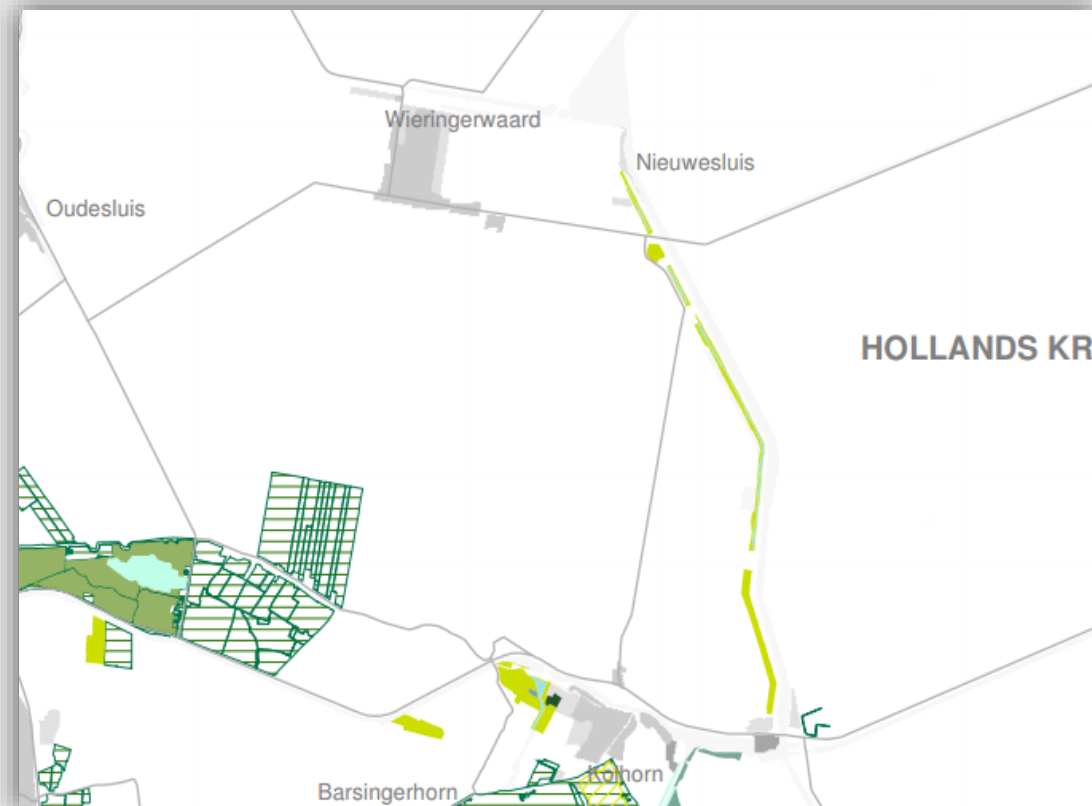 Wieringerwaard
Nieuwesluis
Oudesluis
HOLLANDS KR
Kolhorn
Barsingerhorn